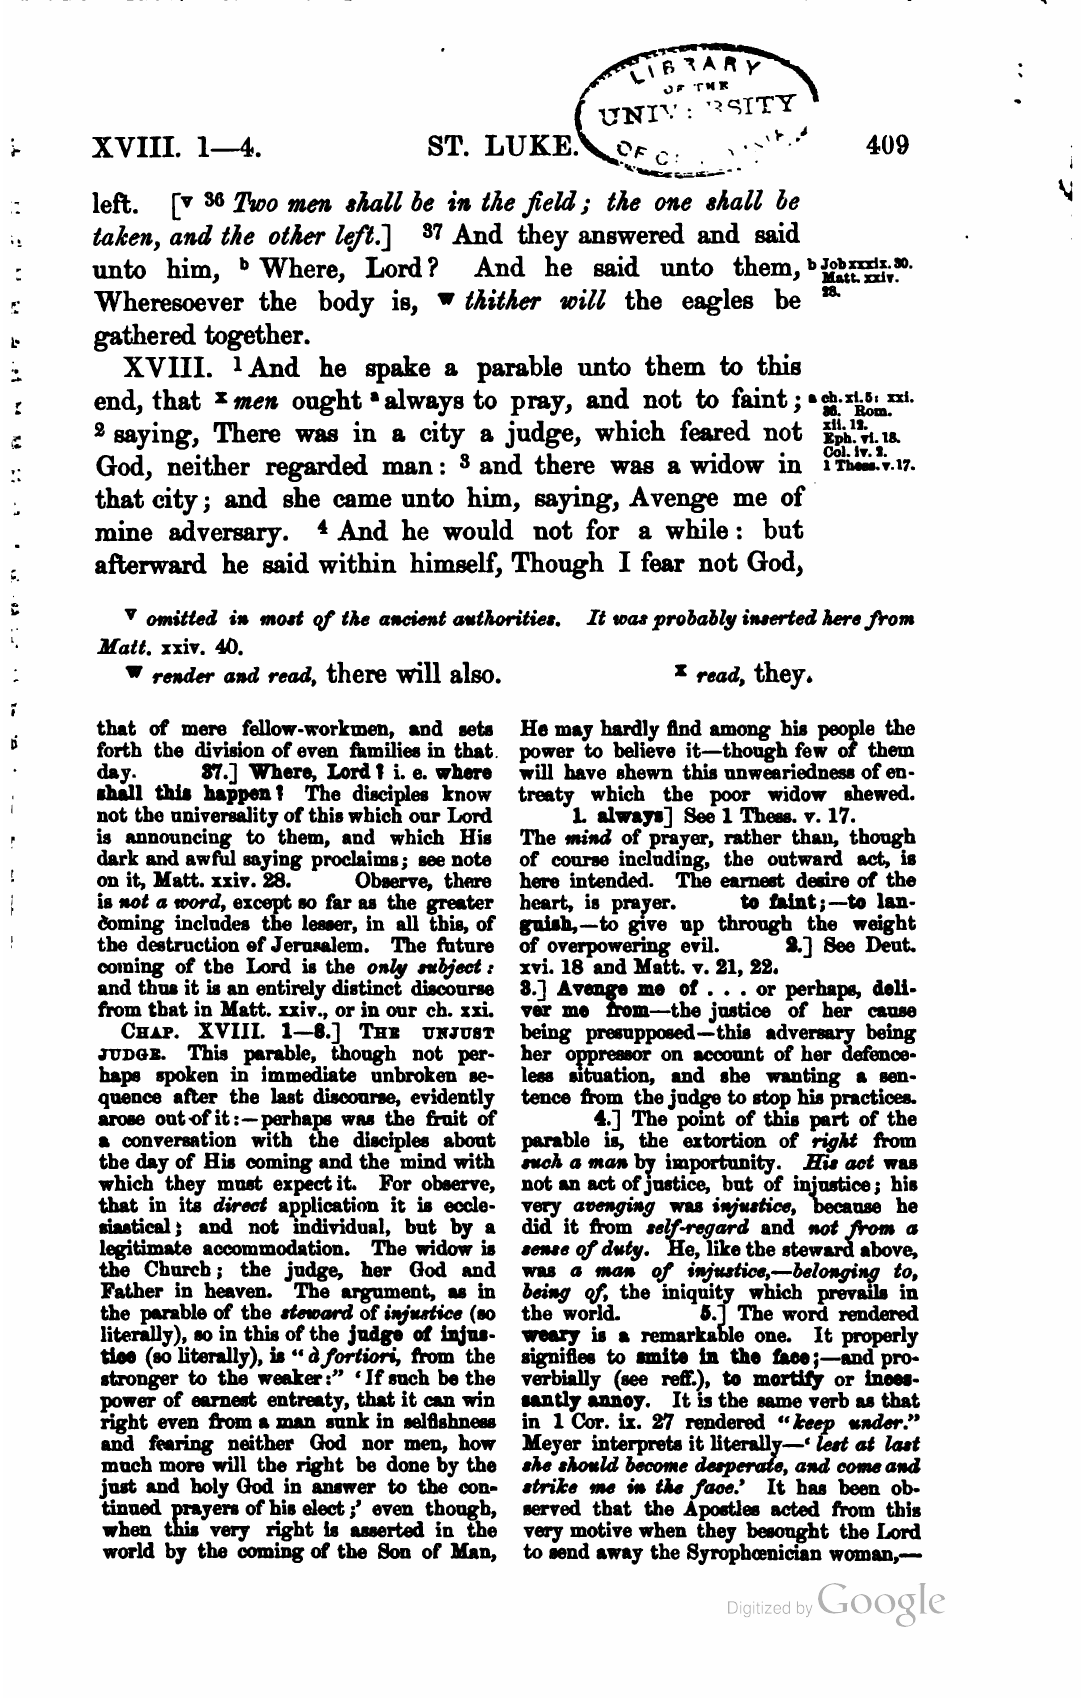 LIBRARY
OF THE
UNIVERSITY
OF
XVIII. 1—4. ST. LUKE. 409
left. [ᵛ 36 Two men shall be in the field; the one shall be
taken, and the other left.] 37 And they answered and said
unto him, ᵇ Where, Lord? And he said unto them,
Wheresoever the body is, ʷ thither will the eagles be
gathered together.
b Job xxxix. 30.
Matt. xxiv.
28.
XVIII. 1 And he spake a parable unto them to this
end, that ˣ men ought ᵃ always to pray, and not to faint;
2 saying, There was in a city a judge, which feared not
God, neither regarded man: 3 and there was a widow in
that city; and she came unto him, saying, Avenge me of
mine adversary. 4 And he would not for a while: but
afterward he said within himself, Though I fear not God,
a ch. xi. 5: xxi.
36. Rom.
xii. 12.
Eph. vi. 18.
Col. iv. 2.
1 Thess. v. 17.
ᵛ omitted in most of the ancient authorities. It was probably inserted here from
Matt. xxiv. 40.
ʷ render and read, there will also. ˣ read, they.
that of mere fellow-workmen, and sets
forth the division of even families in that
day. 37.] Where, Lord? i. e. where
shall this happen? The disciples know
not the universality of this which our Lord
is announcing to them, and which His
dark and awful saying proclaims; see note
on it, Matt. xxiv. 28. Observe, there
is not a word, except so far as the greater
coming includes the lesser, in all this, of
the destruction of Jerusalem. The future
coming of the Lord is the only subject:
and thus it is an entirely distinct discourse
from that in Matt. xxiv., or in our ch. xxi.
CHAP. XVIII. 1—8.] THE UNJUST
JUDGE. This parable, though not per-
haps spoken in immediate unbroken se-
quence after the last discourse, evidently
arose out of it:—perhaps was the fruit of
a conversation with the disciples about
the day of His coming and the mind with
which they must expect it. For observe,
that in its direct application it is eccle-
siastical; and not individual, but by a
legitimate accommodation. The widow is
the Church; the judge, her God and
Father in heaven. The argument, as in
the parable of the steward of injustice (so
literally), so in this of the judge of injus-
tice (so literally), is "à fortiori, from the
stronger to the weaker:" 'If such be the
power of earnest entreaty, that it can win
right even from a man sunk in selfishness
and fearing neither God nor men, how
much more will the right be done by the
just and holy God in answer to the con-
tinued prayers of his elect;' even though,
when this very right is asserted in the
world by the coming of the Son of Man,
He may hardly find among his people the
power to believe it—though few of them
will have shewn this unweariedness of en-
treaty which the poor widow shewed.
1. always] See 1 Thess. v. 17.
The mind of prayer, rather than, though
of course including, the outward act, is
here intended. The earnest desire of the
heart, is prayer. to faint;—to lan-
guish,—to give up through the weight
of overpowering evil. 2.] See Deut.
xvi. 18 and Matt. v. 21, 22.
3.] Avenge me of . . . or perhaps, deli-
ver me from—the justice of her cause
being presupposed—this adversary being
her oppressor on account of her defence-
less situation, and she wanting a sen-
tence from the judge to stop his practices.
4.] The point of this part of the
parable is, the extortion of right from
such a man by importunity. His act was
not an act of justice, but of injustice; his
very avenging was injustice, because he
did it from self-regard and not from a
sense of duty. He, like the steward above,
was a man of injustice,—belonging to,
being of, the iniquity which prevails in
the world. 5.] The word rendered
weary is a remarkable one. It properly
signifies to smite in the face;—and pro-
verbially (see reff.), to mortify or inces-
santly annoy. It is the same verb as that
in 1 Cor. ix. 27 rendered "keep under."
Meyer interprets it literally—'lest at last
she should become desperate, and come and
strike me in the face.' It has been ob-
served that the Apostles acted from this
very motive when they besought the Lord
to send away the Syrophœnician woman,—
Digitized by Google